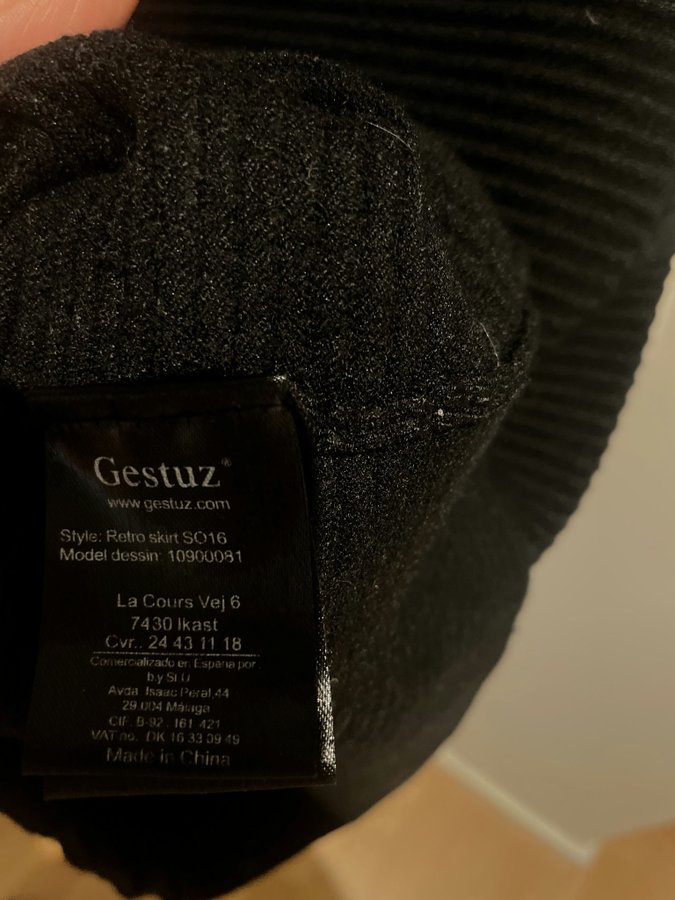 Gestuz®
www.gestuz.com
Style: Retro skirt SO16
Model dessin: 10900081
La Cours Vej 6
7430 Ikast
Cvr.. 24 43 11 18
Comercializado en Espana por
b.y SLU
Avda. Isaac Peral,44
29.004 Málaga
CIF. B-92. 161 421
VAT no. DK 16 33 09 49
Made in China